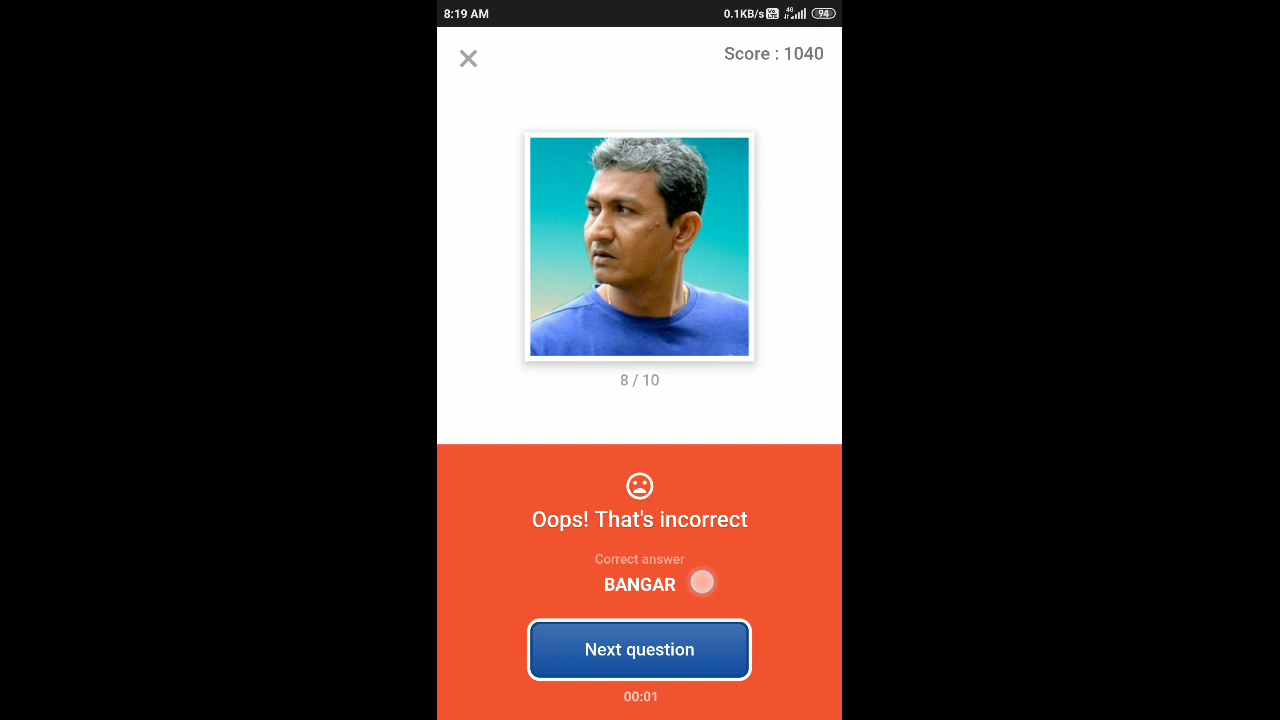 8:19 AM
0.1KB/s
4G
94
Score : 1040
8 / 10
Oops! That's incorrect
Correct answer
BANGAR
Next question
00:01